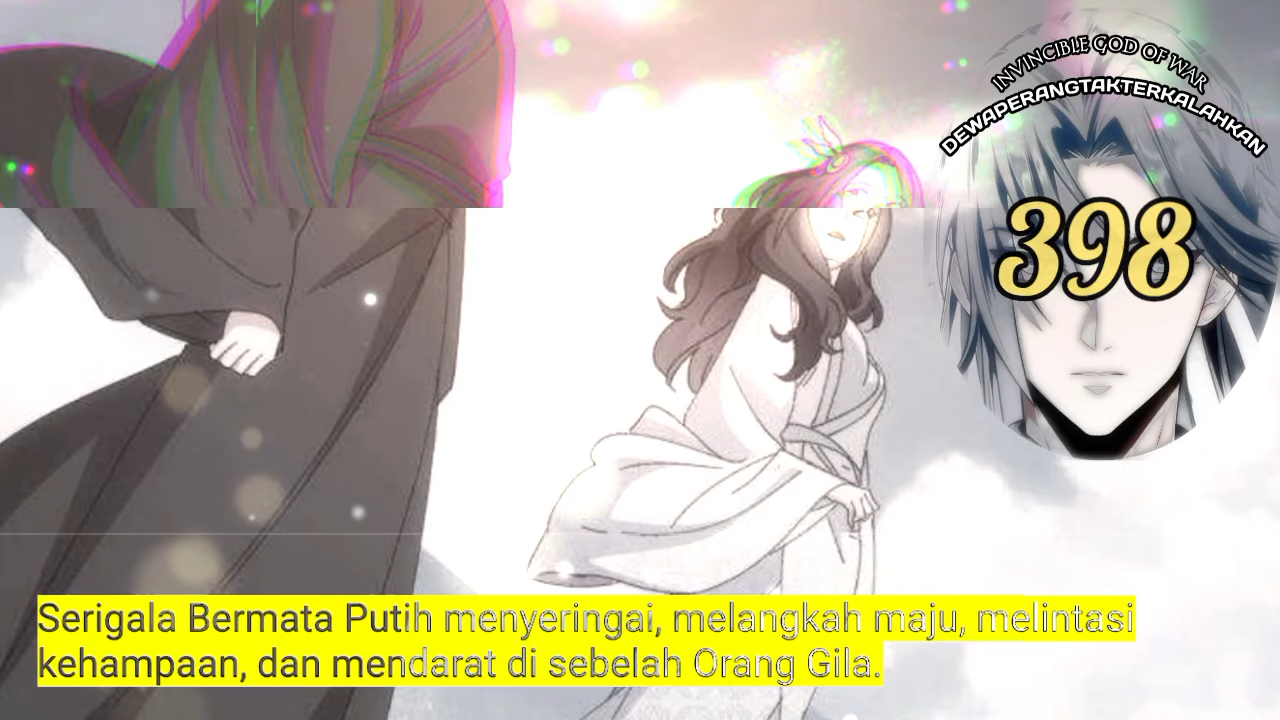 INVINCIBLE GOD OF WAR
DEWAPERANGTAKTERKALAHKAN
398
Serigala Bermata Putih menyeringai, melangkah maju, melintasi
kehampaan, dan mendarat di sebelah Orang Gila.